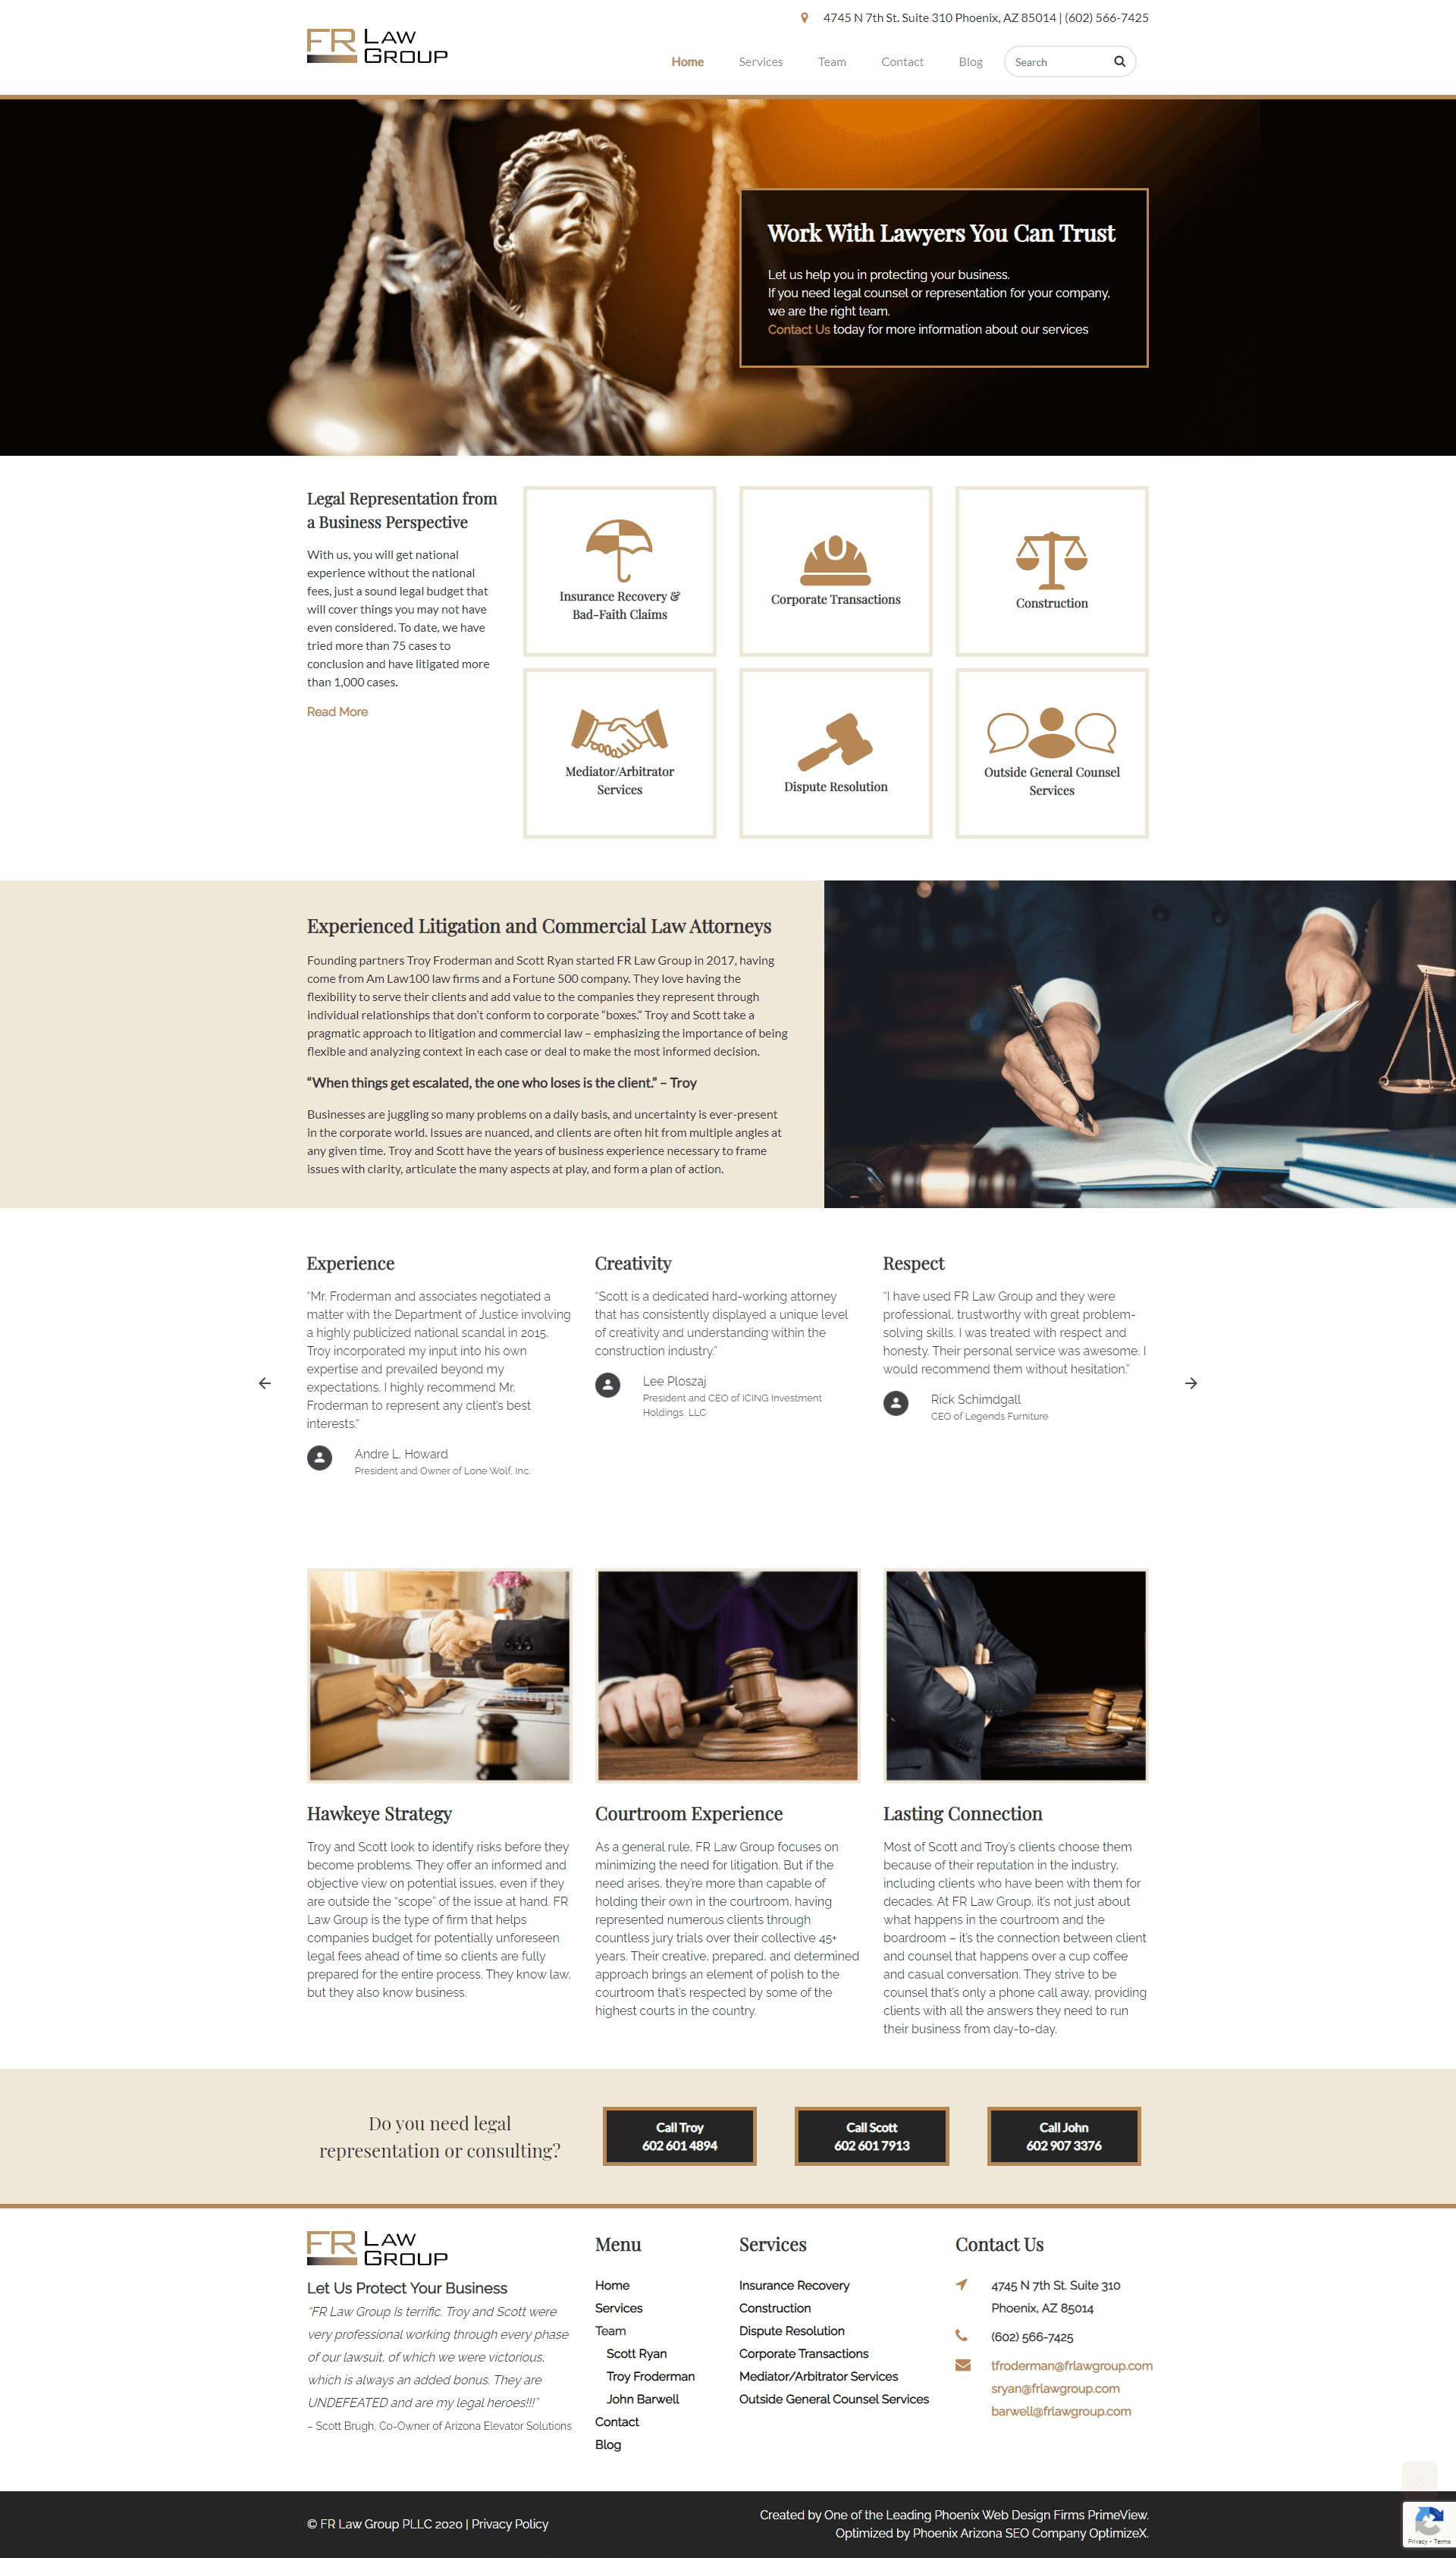 4745 N 7th St. Suite 310 Phoenix, AZ 85014 | (602) 566-7425
FR LAW GROUP
Home Services Team Contact Blog Search
Work With Lawyers You Can Trust
Let us help you in protecting your business.
If you need legal counsel or representation for your company,
we are the right team.
Contact Us today for more information about our services
Legal Representation from
a Business Perspective
With us, you will get national
experience without the national
fees, just a sound legal budget that
will cover things you may not have
even considered. To date, we have
tried more than 75 cases to
conclusion and have litigated more
than 1,000 cases.
Read More
Insurance Recovery &
Bad-Faith Claims
Corporate Transactions
Construction
Mediator/Arbitrator
Services
Dispute Resolution
Outside General Counsel
Services
Experienced Litigation and Commercial Law Attorneys
Founding partners Troy Froderman and Scott Ryan started FR Law Group in 2017, having
come from Am Law100 law firms and a Fortune 500 company. They love having the
flexibility to serve their clients and add value to the companies they represent through
individual relationships that don’t conform to corporate “boxes.” Troy and Scott take a
pragmatic approach to litigation and commercial law – emphasizing the importance of being
flexible and analyzing context in each case or deal to make the most informed decision.
“When things get escalated, the one who loses is the client.” – Troy
Businesses are juggling so many problems on a daily basis, and uncertainty is ever-present
in the corporate world. Issues are nuanced, and clients are often hit from multiple angles at
any given time. Troy and Scott have the years of business experience necessary to frame
issues with clarity, articulate the many aspects at play, and form a plan of action.
Experience
“Mr. Froderman and associates negotiated a
matter with the Department of Justice involving
a highly publicized national scandal in 2015.
Troy incorporated my input into his own
expertise and prevailed beyond my
expectations. I highly recommend Mr.
Froderman to represent any client’s best
interests.”
Andre L. Howard
President and Owner of Lone Wolf, Inc.
Creativity
“Scott is a dedicated hard-working attorney
that has consistently displayed a unique level
of creativity and understanding within the
construction industry.”
Lee Ploszaj
President and CEO of ICING Investment
Holdings, LLC
Respect
“I have used FR Law Group and they were
professional, trustworthy with great problem-
solving skills. I was treated with respect and
honesty. Their personal service was awesome. I
would recommend them without hesitation.”
Rick Schimdgall
CEO of Legends Furniture
Hawkeye Strategy
Troy and Scott look to identify risks before they
become problems. They offer an informed and
objective view on potential issues, even if they
are outside the “scope” of the issue at hand. FR
Law Group is the type of firm that helps
companies budget for potentially unforeseen
legal fees ahead of time so clients are fully
prepared for the entire process. They know law,
but they also know business.
Courtroom Experience
As a general rule, FR Law Group focuses on
minimizing the need for litigation. But if the
need arises, they’re more than capable of
holding their own in the courtroom, having
represented numerous clients through
countless jury trials over their collective 45+
years. Their creative, prepared, and determined
approach brings an element of polish to the
courtroom that’s respected by some of the
highest courts in the country.
Lasting Connection
Most of Scott and Troy’s clients choose them
because of their reputation in the industry,
including clients who have been with them for
decades. At FR Law Group, it’s not just about
what happens in the courtroom and the
boardroom – it’s the connection between client
and counsel that happens over a cup coffee
and casual conversation. They strive to be
counsel that’s only a phone call away, providing
clients with all the answers they need to run
their business from day-to-day.
Do you need legal
representation or consulting?
Call Troy
602 601 4894
Call Scott
602 601 7913
Call John
602 907 3376
FR LAW GROUP
Let Us Protect Your Business
“FR Law Group Is terrific. Troy and Scott were
very professional working through every phase
of our lawsuit, of which we were victorious,
which is always an added bonus. They are
UNDEFEATED and are my legal heroes!!!”
– Scott Brugh, Co-Owner of Arizona Elevator Solutions
Menu
Home
Services
Team
Scott Ryan
Troy Froderman
John Barwell
Contact
Blog
Services
Insurance Recovery
Construction
Dispute Resolution
Corporate Transactions
Mediator/Arbitrator Services
Outside General Counsel Services
Contact Us
4745 N 7th St. Suite 310
Phoenix, AZ 85014
(602) 566-7425
tfroderman@frlawgroup.com
sryan@frlawgroup.com
barwell@frlawgroup.com
© FR Law Group PLLC 2020 | Privacy Policy
Created by One of the Leading Phoenix Web Design Firms PrimeView.
Optimized by Phoenix Arizona SEO Company OptimizeX.
Privacy - Terms